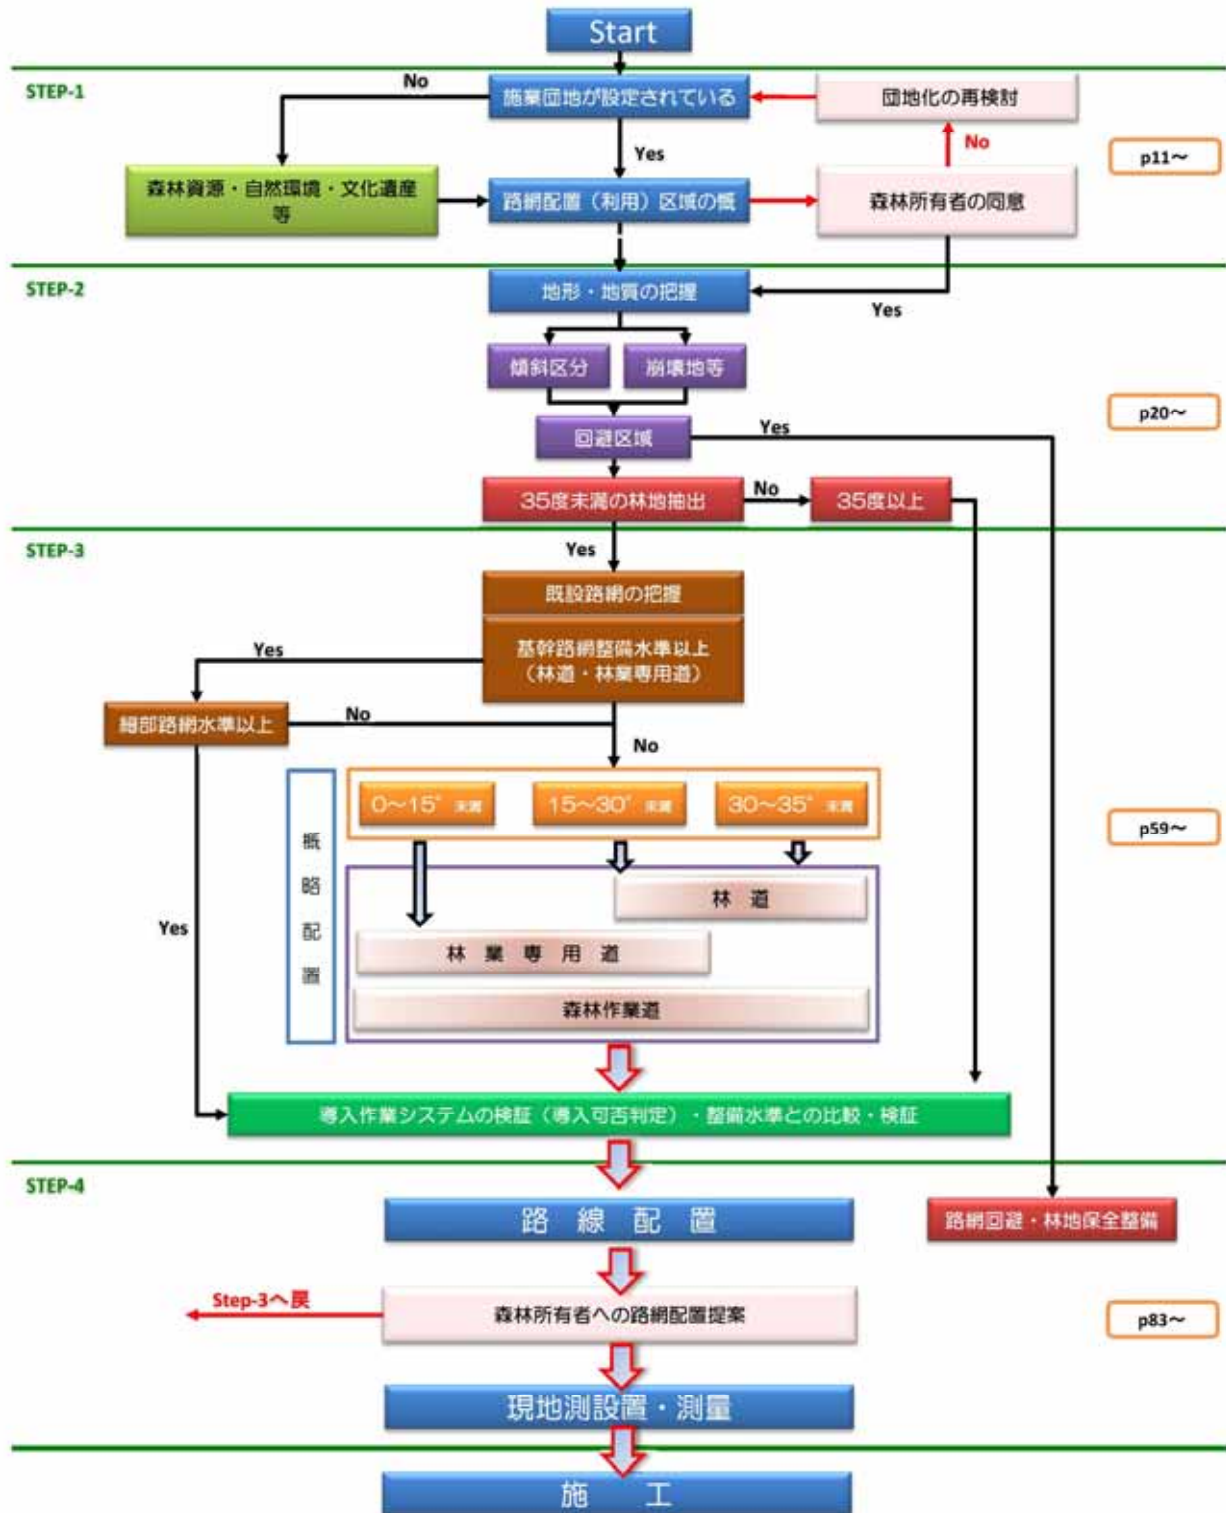 Start
STEP-1
No
施業団地が設定されている
団地化の再検討
Yes
No
p11～
森林資源・自然環境・文化遺産
等
路網配置（利用）区域の慨
森林所有者の同意
STEP-2
地形・地質の把握
Yes
傾斜区分
崩壊地等
p20～
回避区域
Yes
35度未満の林地抽出
No
35度以上
STEP-3
Yes
既設路網の把握
基幹路網整備水準以上
（林道・林業専用道）
Yes
細部路網水準以上
No
No
0～15° 未満
15～30° 未満
30～35° 未満
p59～
概
略
配
置
林 道
Yes
林 業 専 用 道
森林作業道
導入作業システムの検証（導入可否判定）・整備水準との比較・検証
STEP-4
路 線 配 置
路網回避・林地保全整備
Step-3へ戻
森林所有者への路網配置提案
p83～
現地測設置・測量
施 工